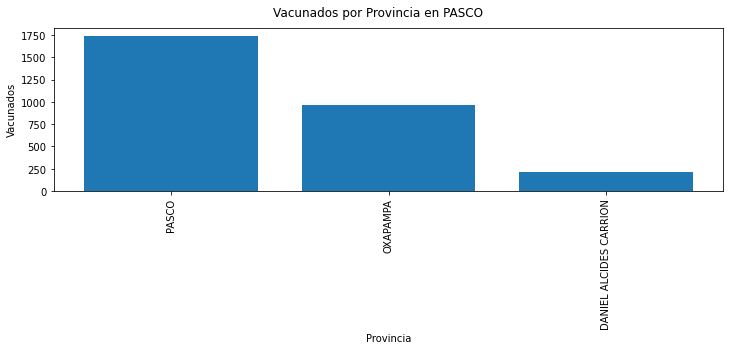 Vacunados por Provincia en PASCO
Vacunados
1750
1500
1250
1000
750
500
250
0
PASCO
OXAPAMPA
DANIEL ALCIDES CARRION
Provincia